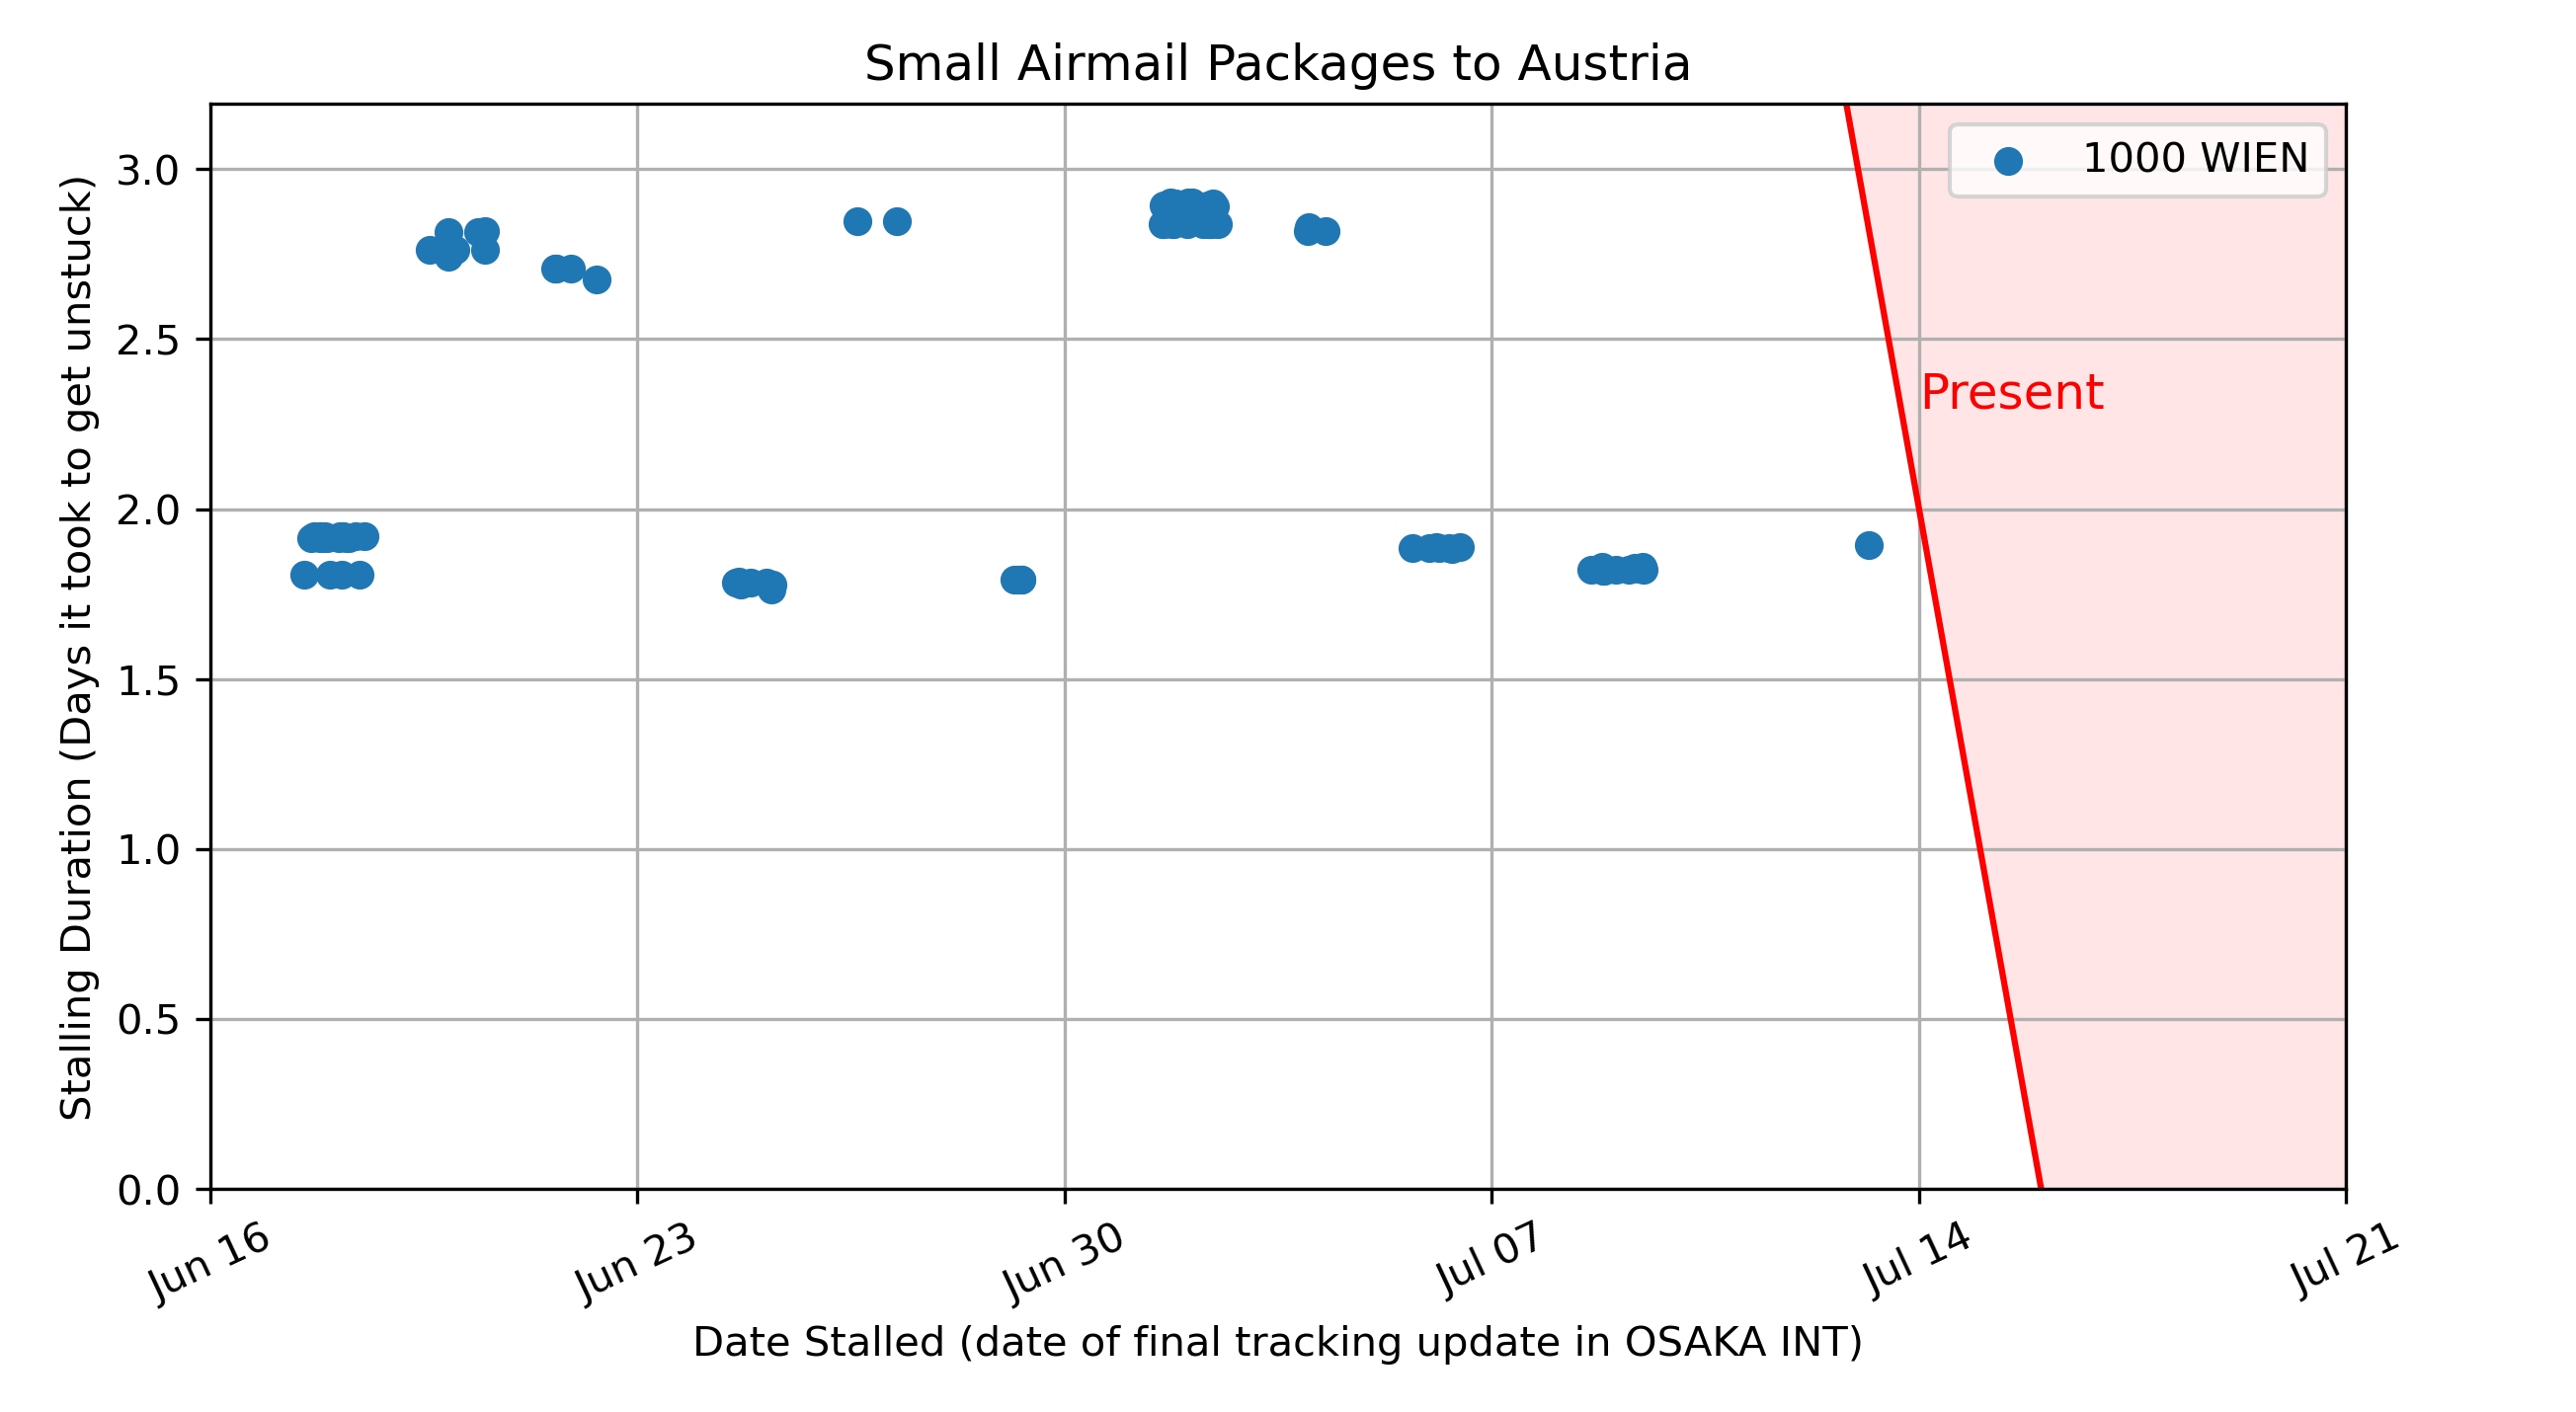 Small Airmail Packages to Austria
1000 WIEN
Present
Stalling Duration (Days it took to get unstuck)
3.0
2.5
2.0
1.5
1.0
0.5
0.0
Jun 16
Jun 23
Jun 30
Jul 07
Jul 14
Jul 21
Date Stalled (date of final tracking update in OSAKA INT)